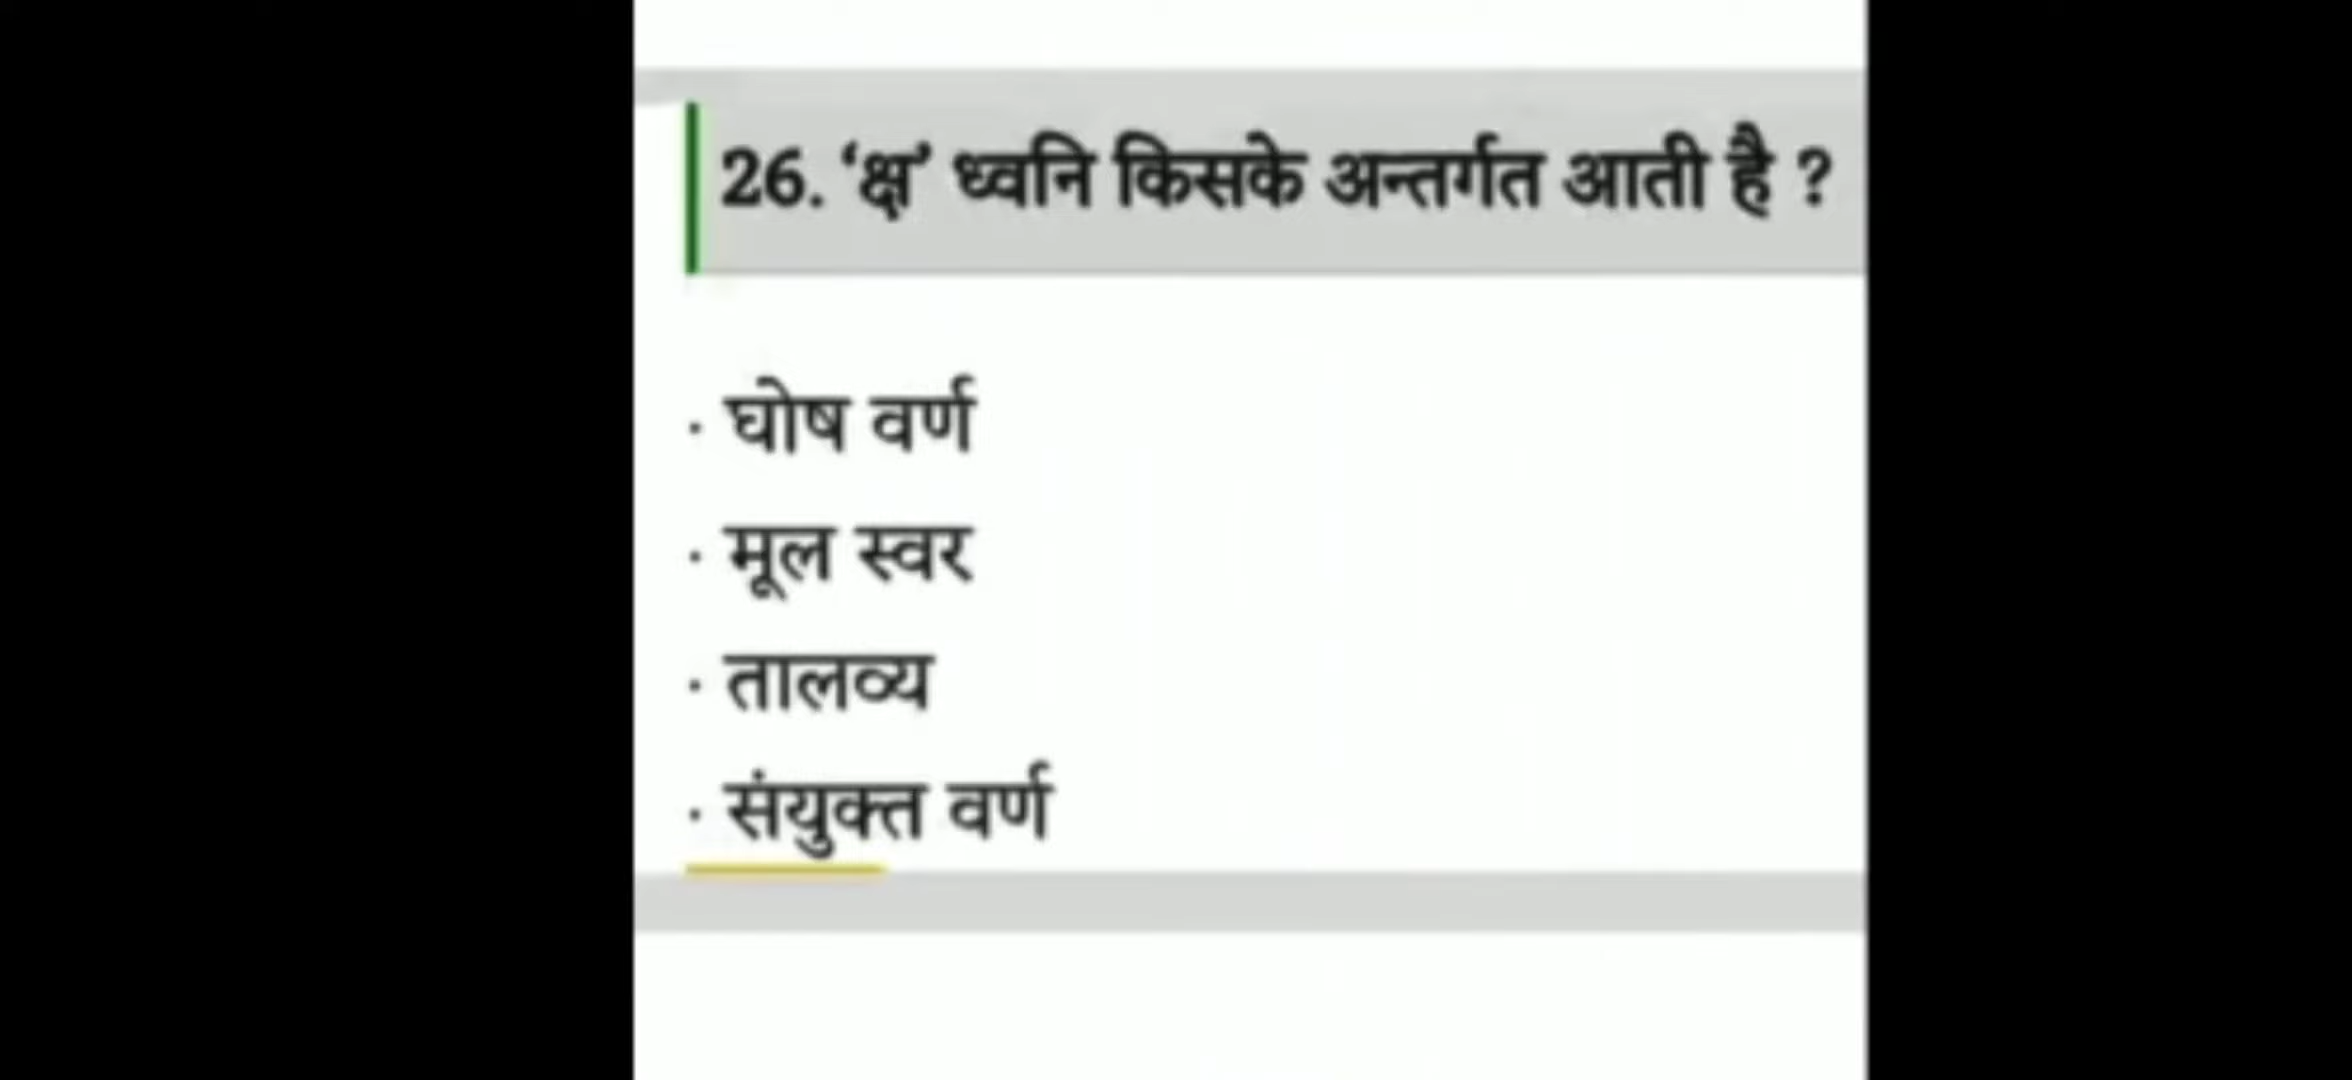 26. ‘क्ष’ ध्वनि किसके अन्तर्गत आती है ?
· घोष वर्ण
· मूल स्वर
· तालव्य
· संयुक्त वर्ण